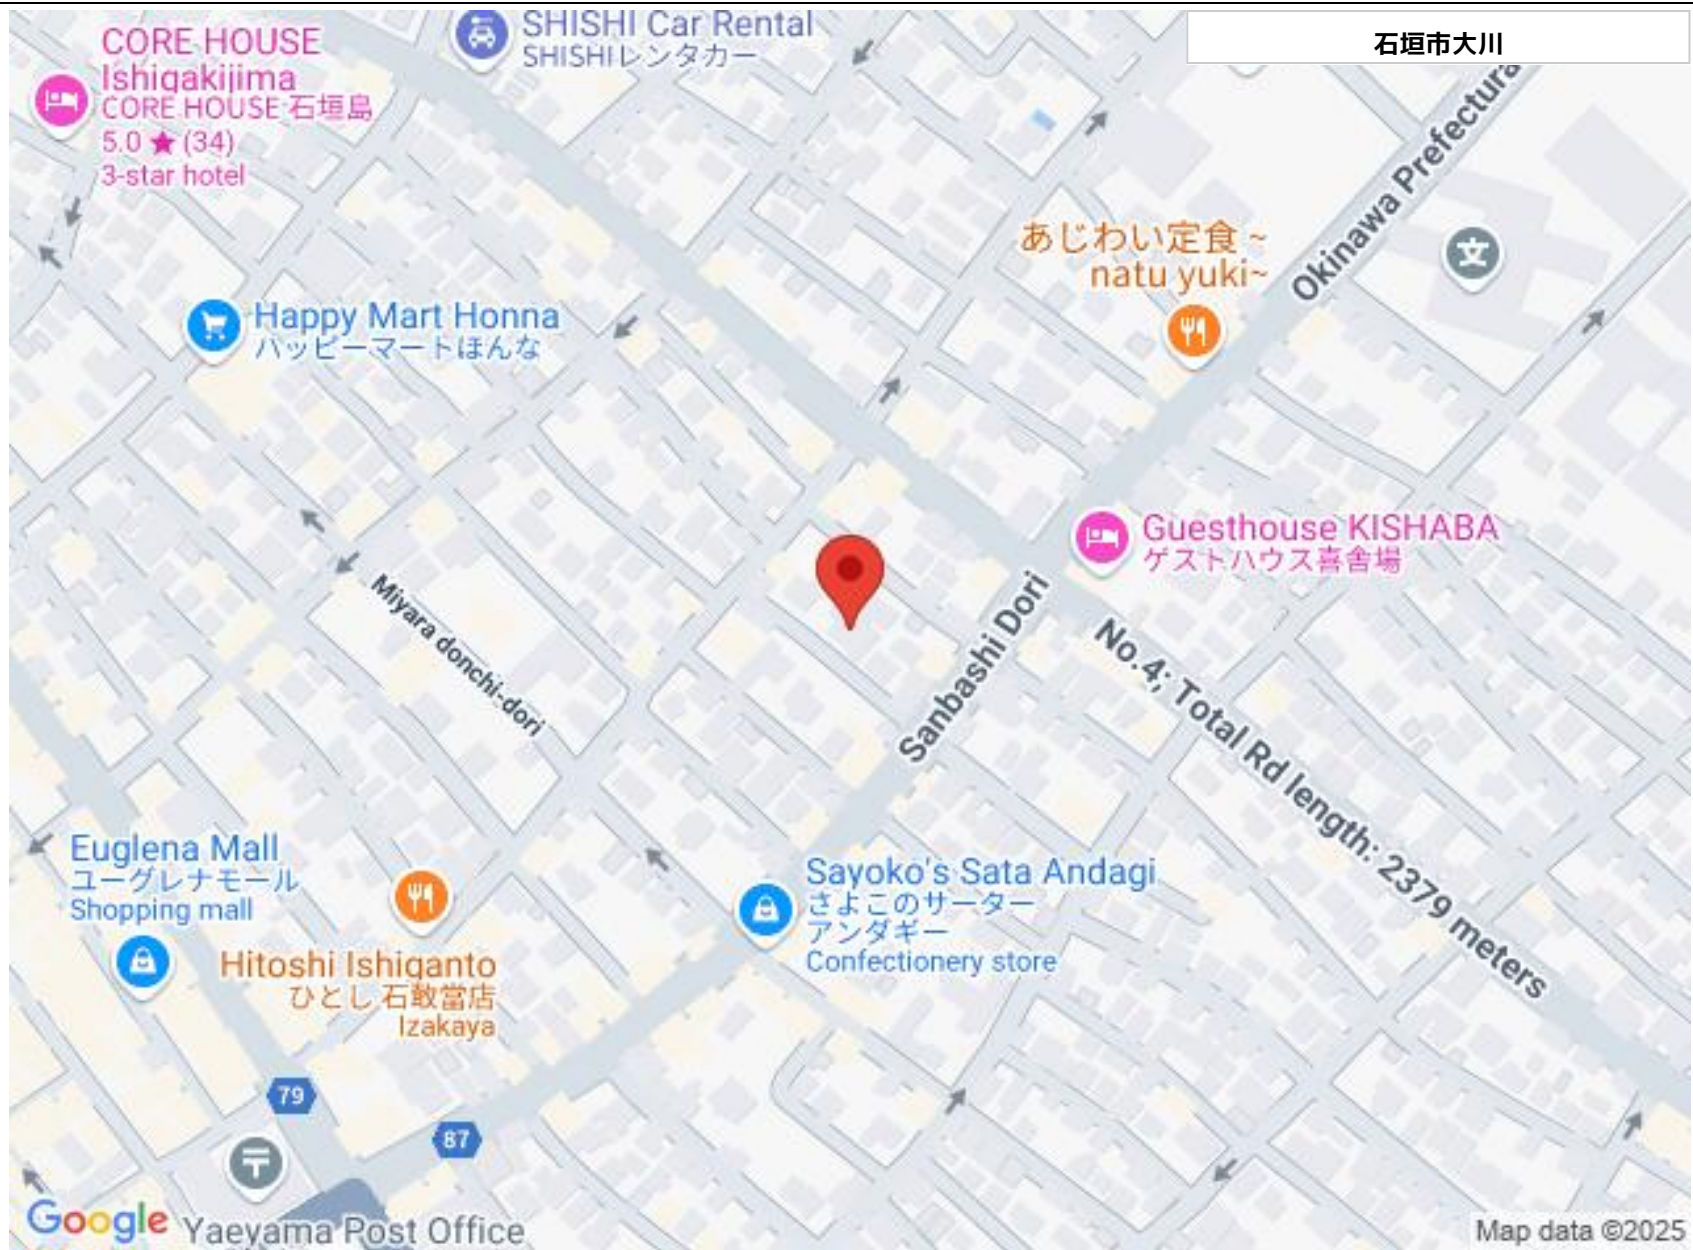 SHISHI Car Rental
SHISHIレンタカー
石垣市大川
CORE HOUSE
Ishigakijima
CORE HOUSE 石垣島
5.0 ★ (34)
3-star hotel
Okinawa Prefectura
文
あじわい定食 ~
natu yuki~
Happy Mart Honna
ハッピーマートほんな
Guesthouse KISHABA
ゲストハウス喜舎場
Miyara donchi-dori
Sanbashi Dori
No.4; Total Rd length: 2379 meters
Euglena Mall
ユーグレナモール
Shopping mall
Sayoko's Sata Andagi
さよこのサーター
アンダギー
Confectionery store
Hitoshi Ishiganto
ひとし 石敢當店
Izakaya
79
87
〒
Yaeyama Post Office
Google
Map data ©2025